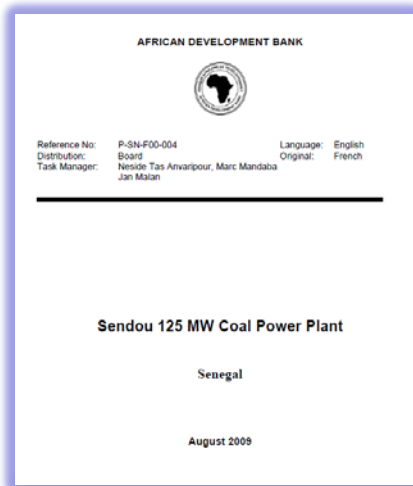 AFRICAN DEVELOPMENT BANK
Reference No: P-SN-F00-004 Language: English
Distribution: Board Original: French
Task Manager: Neside Tas Anvaripour, Marc Mandaba
Jan Malan
Sendou 125 MW Coal Power Plant
Senegal
August 2009